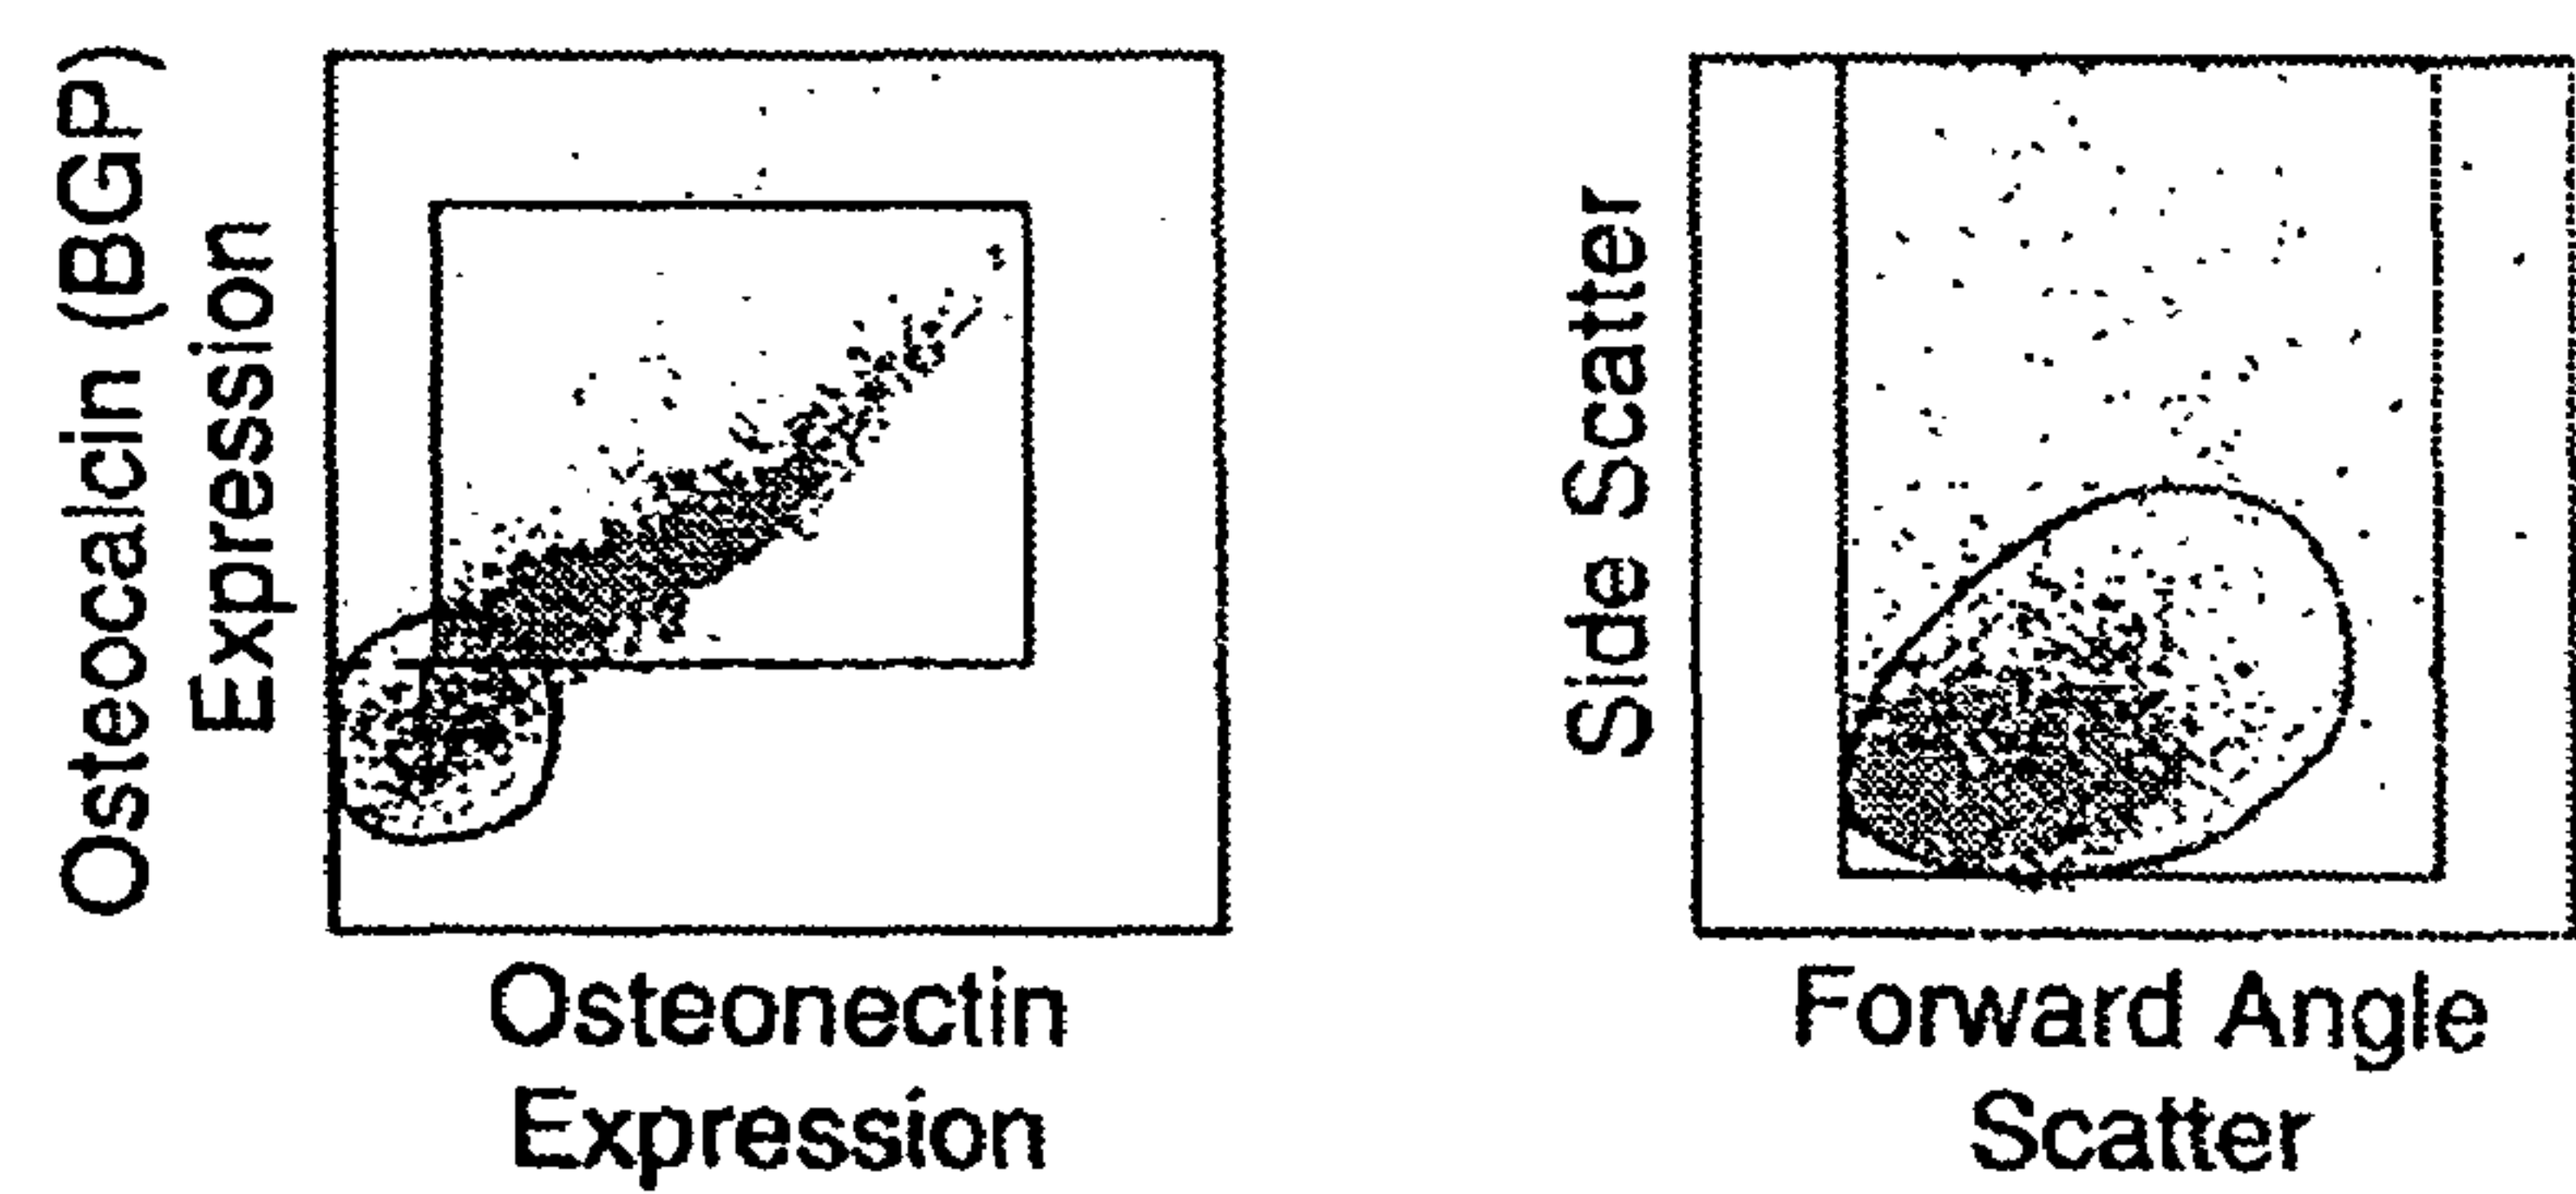 Osteocalcin (BGP)
Expression
Osteonectin
Expression
Side Scatter
Forward Angle
Scatter